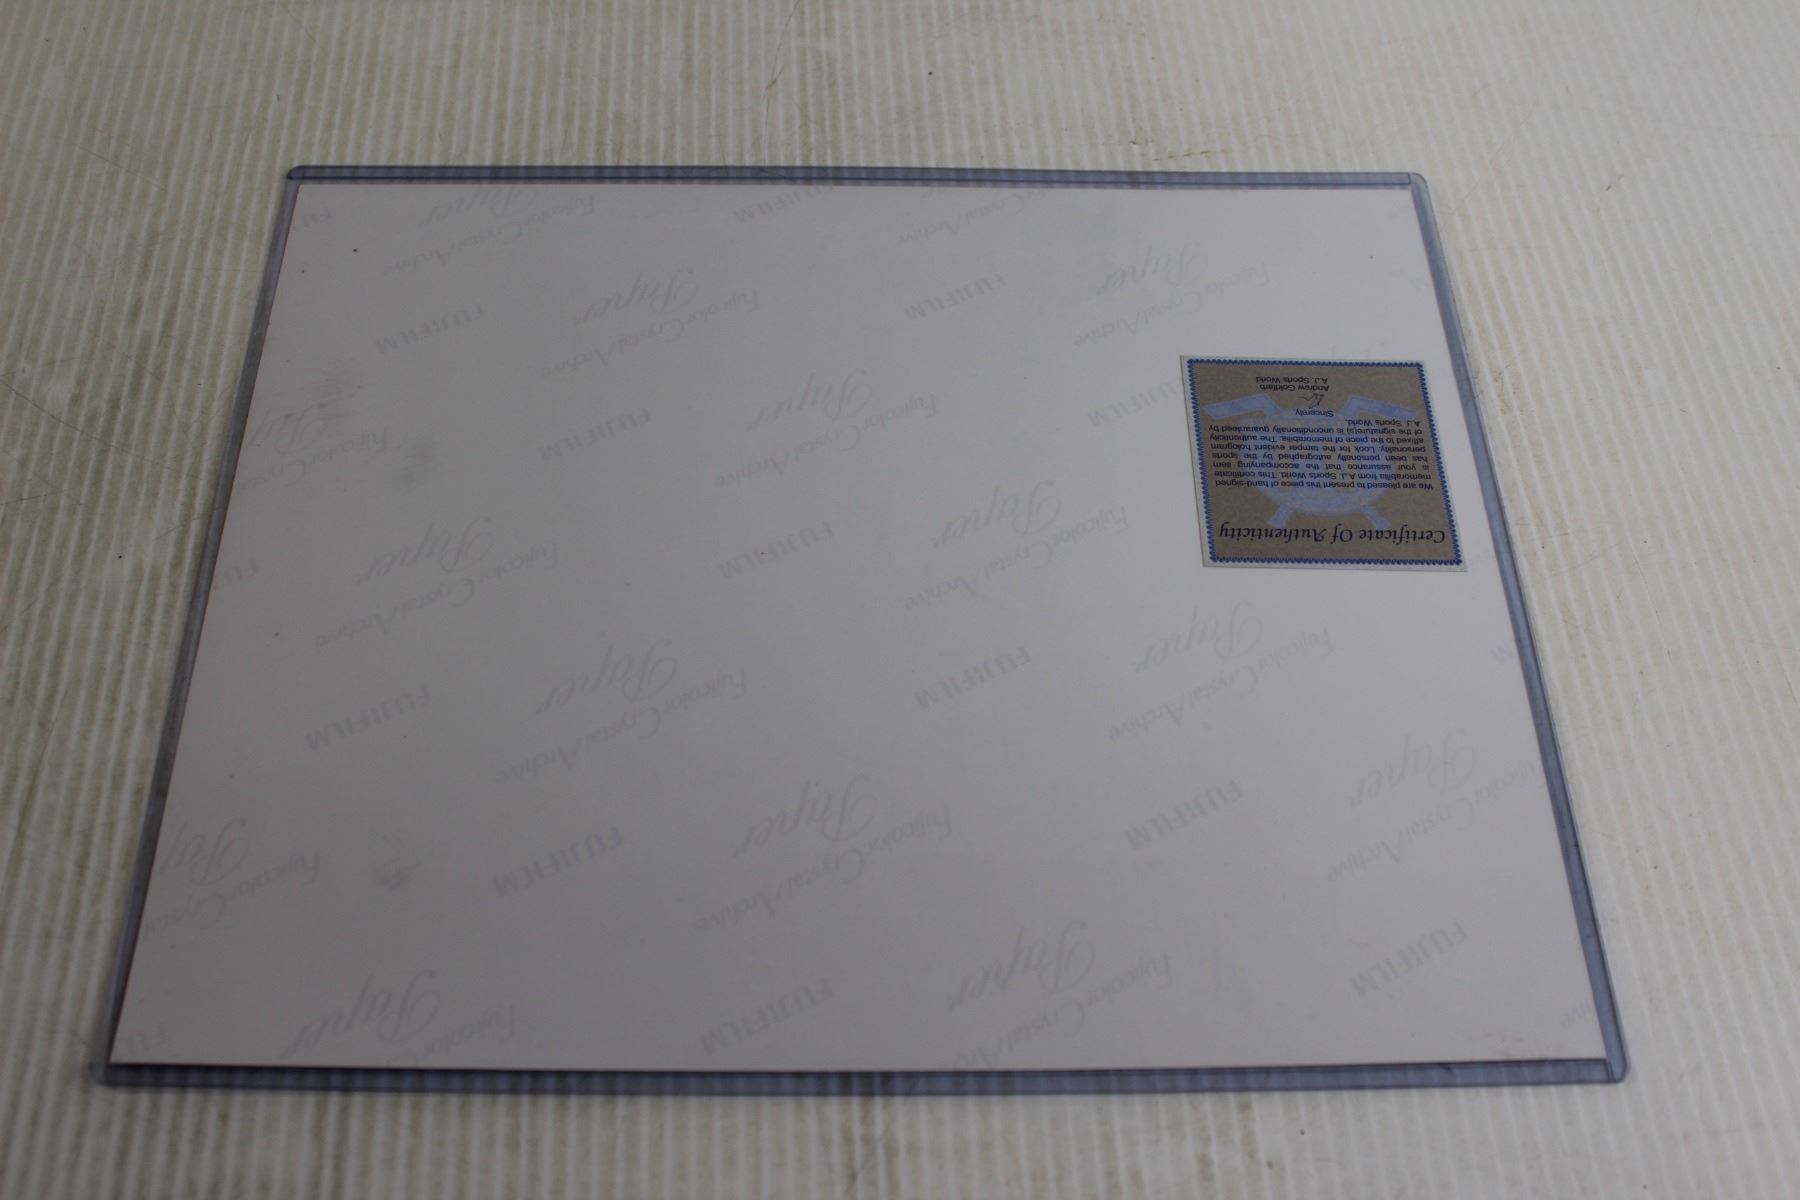 Certificate Of Authenticity
We are pleased to present this piece of hand-signed
memorabilia from A.J. Sports World. This certificate
is your assurance that the accompanying item
has been personally autographed by the sports
personality. Look for the tamper evident hologram
affixed to the piece of memorabilia. The authenticity
of the signature(s) is unconditionally guaranteed by
A.J. Sports World.
Sincerely,
Andrew Goldfarb
A.J. Sports World
FUJIFILM
Fujicolor Crystal Archive
Paper